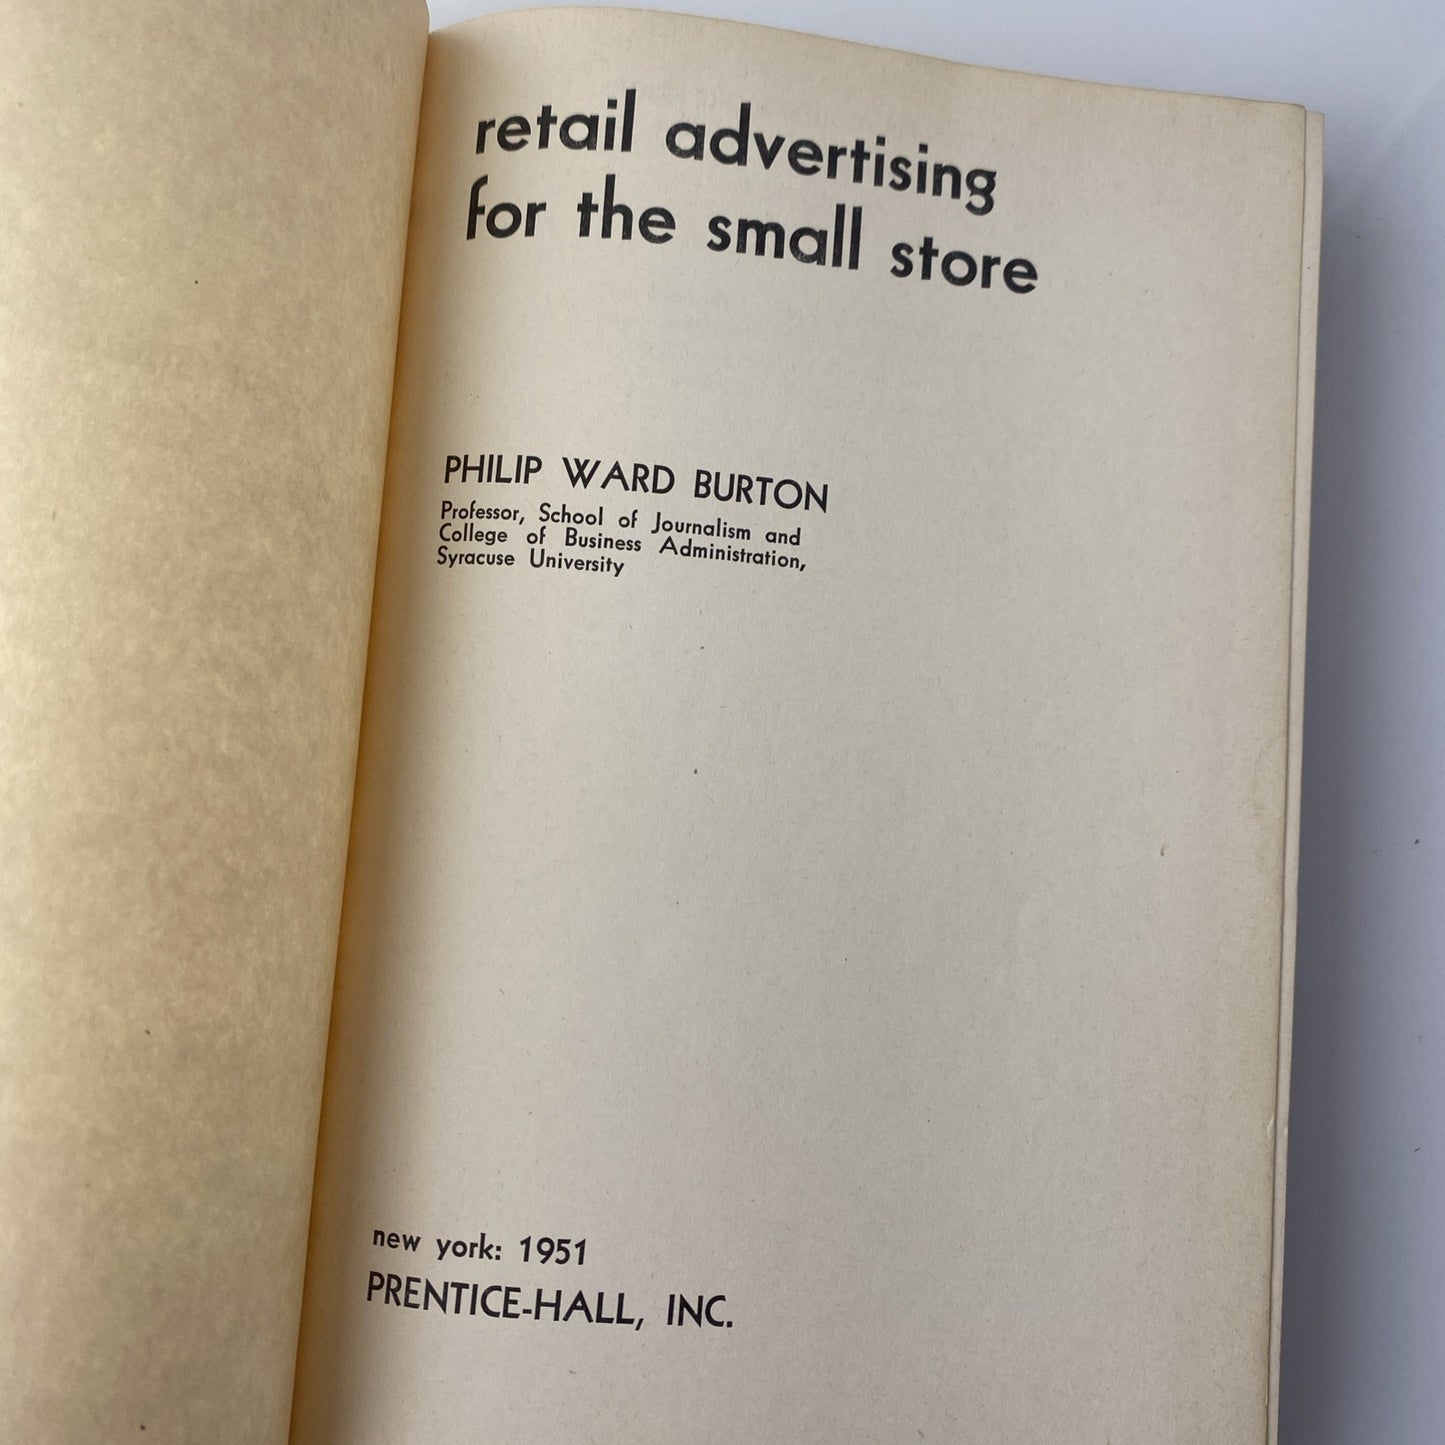 retail advertising
for the small store
PHILIP WARD BURTON
Professor, School of Journalism and
College of Business Administration,
Syracuse University
new york: 1951
PRENTICE-HALL, INC.